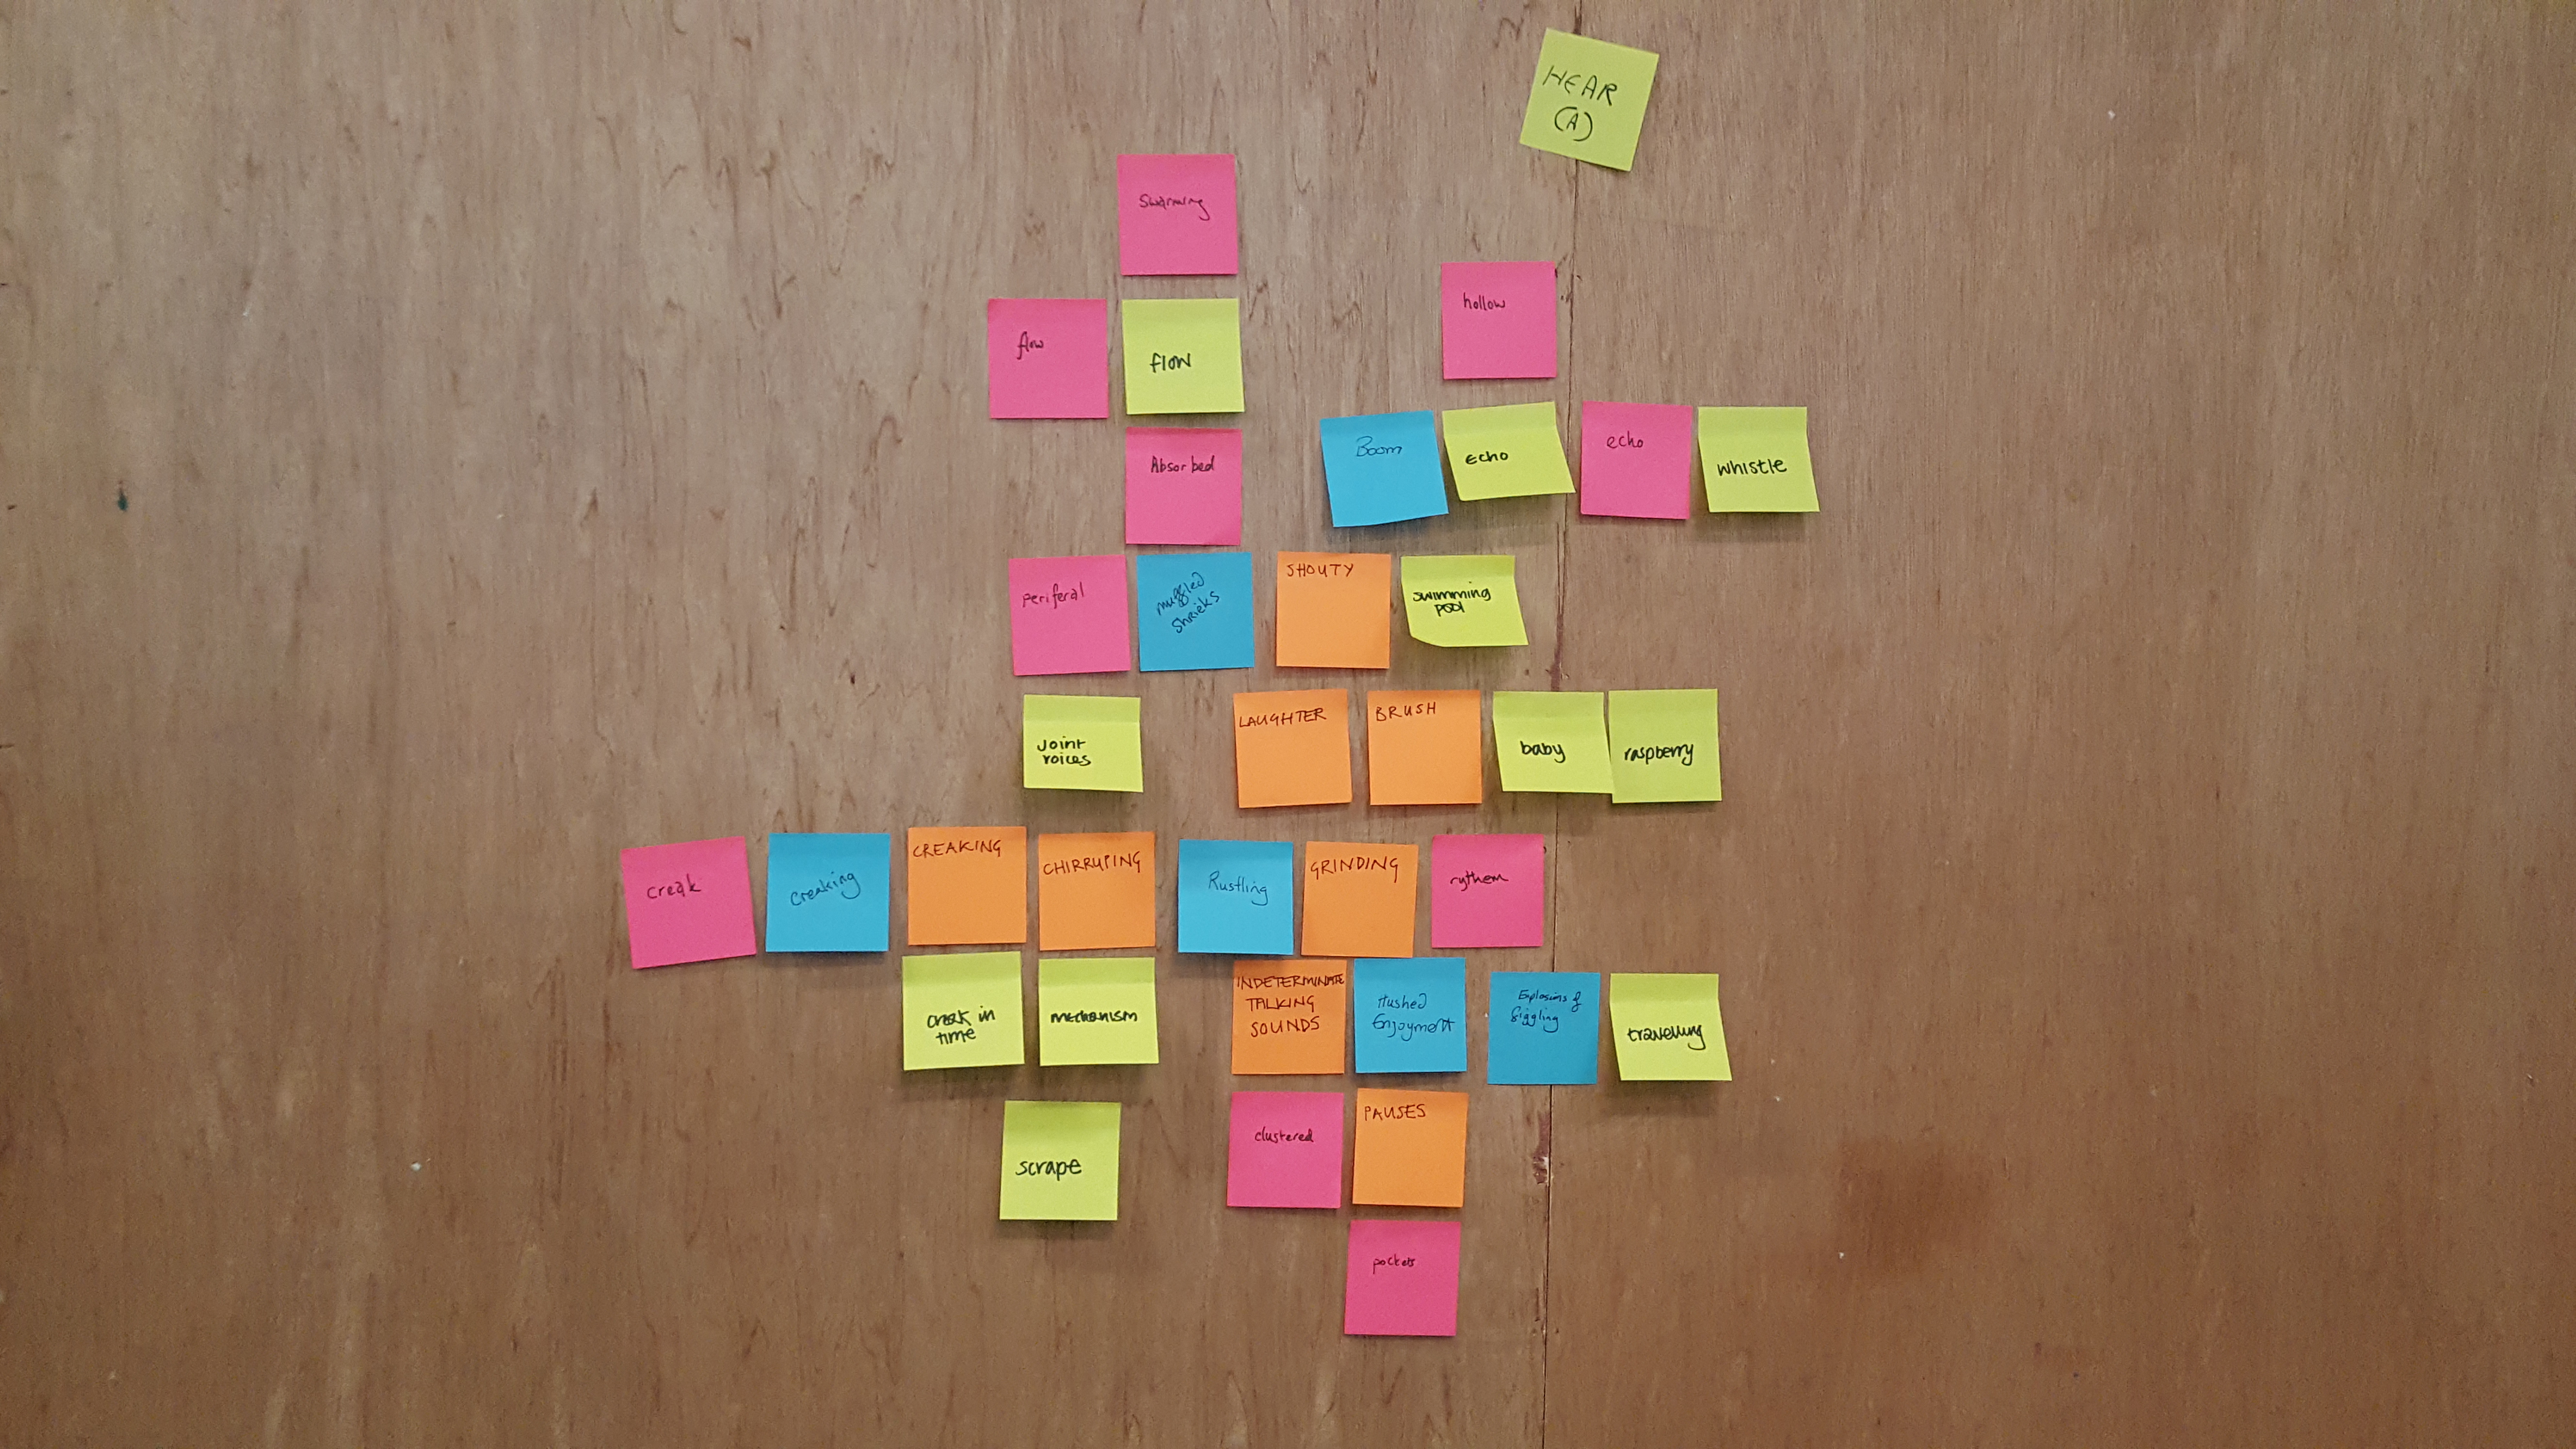 HEAR
(A)
Swarming
flow
flow
hollow
Absorbed
Boom
Echo
echo
whistle
periferal
muffled
shrieks
SHOUTY
swimming
pool
Joint
voices
LAUGHTER
BRUSH
baby
raspberry
creak
creaking
CREAKING
CHIRRUPING
Rustling
GRINDING
rythem
creak in
time
mechanism
INDETERMINATE
TALKING
SOUNDS
Hushed
Enjoyment
Explosions of
giggling
travelling
scrape
clustered
PAUSES
pockets